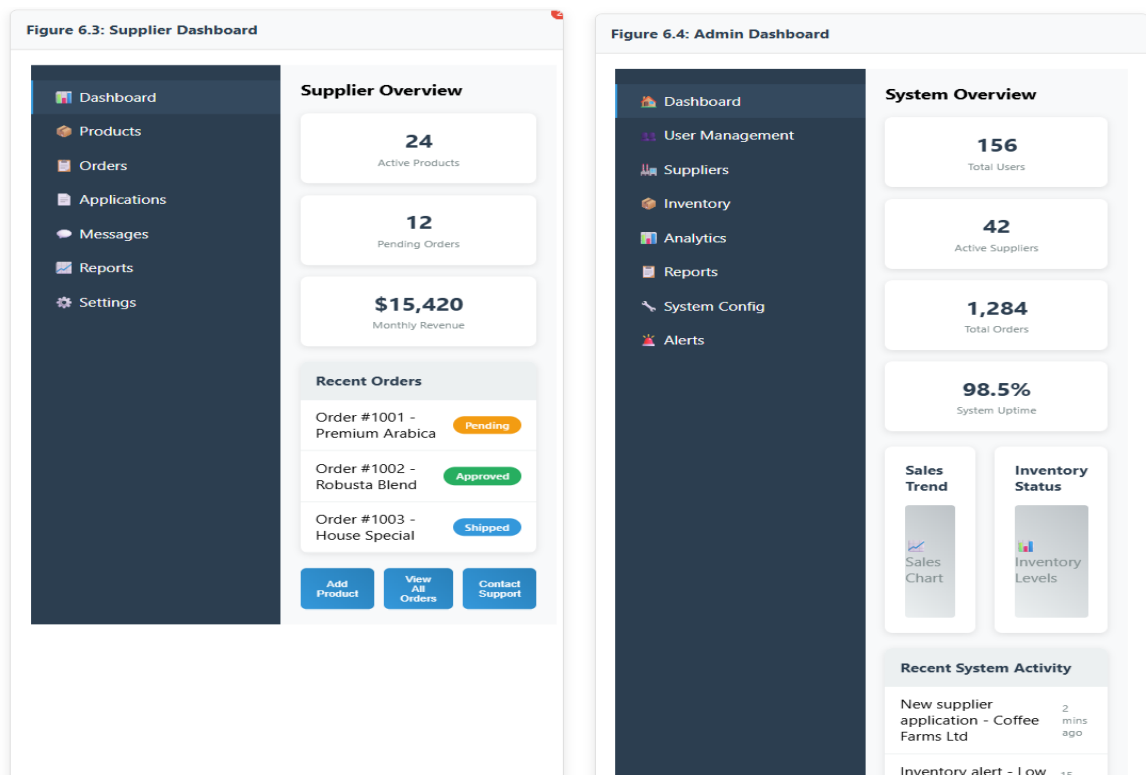 Figure 6.3: Supplier Dashboard
Dashboard
Products
Orders
Applications
Messages
Reports
Settings
Supplier Overview
24
Active Products
12
Pending Orders
$15,420
Monthly Revenue
Recent Orders
Order #1001 -
Premium Arabica
Pending
Order #1002 -
Robusta Blend
Approved
Order #1003 -
House Special
Shipped
Add
Product
View
All
Orders
Contact
Support
Figure 6.4: Admin Dashboard
Dashboard
User Management
Suppliers
Inventory
Analytics
Reports
System Config
Alerts
System Overview
156
Total Users
42
Active Suppliers
1,284
Total Orders
98.5%
System Uptime
Sales
Trend
Sales
Chart
Inventory
Status
Inventory
Levels
Recent System Activity
New supplier
application - Coffee
Farms Ltd
2
mins
ago
Inventory alert - Low